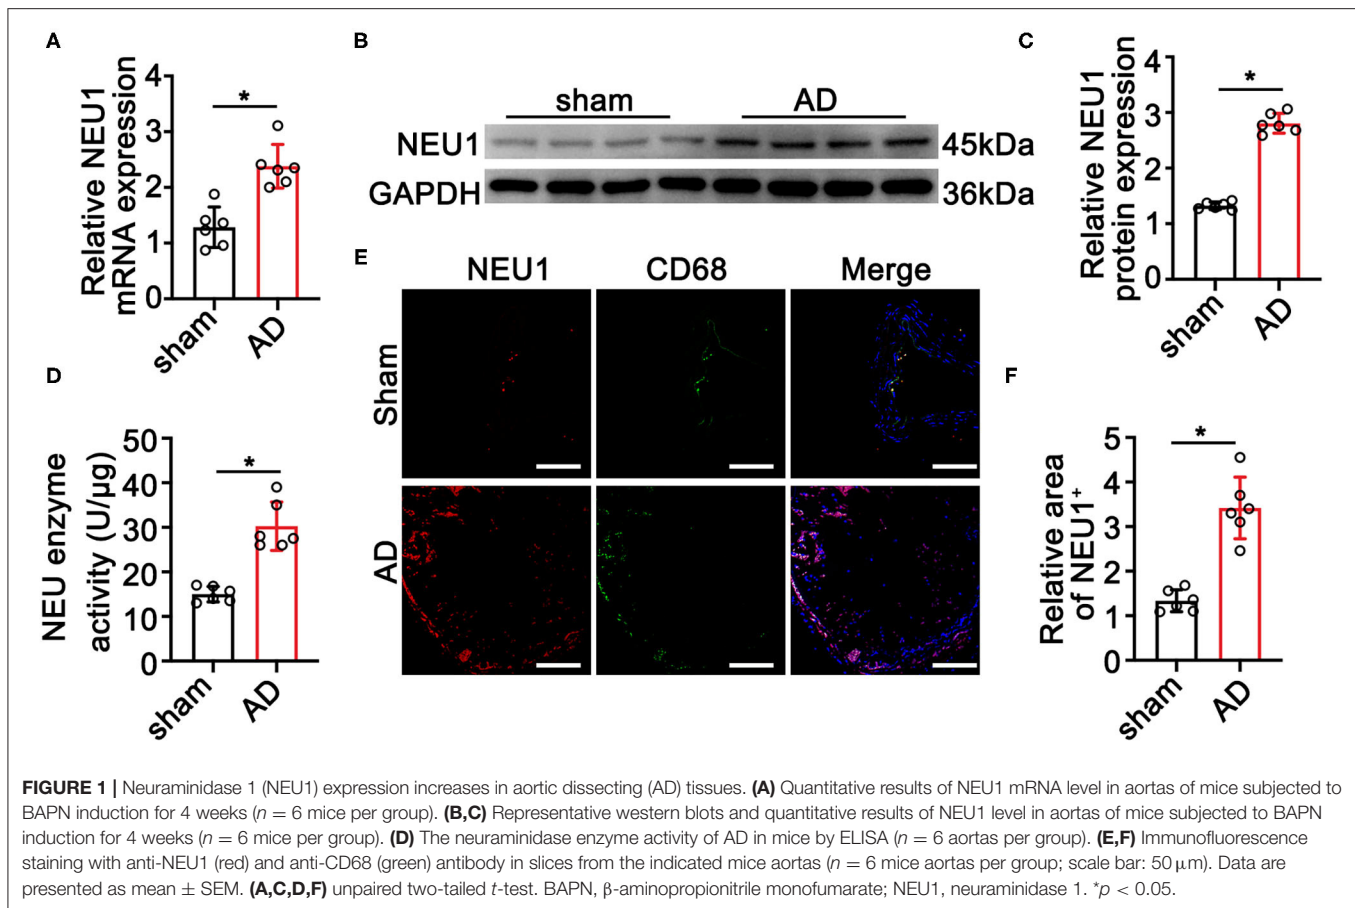 A
Relative NEU1
mRNA expression
4
3
2
1
0
*
sham
AD
B
sham
AD
NEU1
45kDa
GAPDH
36kDa
C
Relative NEU1
protein expression
4
3
2
1
0
*
sham
AD
D
NEU enzyme
activity (U/μg)
50
40
30
20
10
0
*
sham
AD
E
NEU1
CD68
Merge
Sham
AD
F
Relative area
of NEU1⁺
5
4
3
2
1
0
*
sham
AD
FIGURE 1 | Neuraminidase 1 (NEU1) expression increases in aortic dissecting (AD) tissues. (A) Quantitative results of NEU1 mRNA level in aortas of mice subjected to
BAPN induction for 4 weeks (n = 6 mice per group). (B,C) Representative western blots and quantitative results of NEU1 level in aortas of mice subjected to BAPN
induction for 4 weeks (n = 6 mice per group). (D) The neuraminidase enzyme activity of AD in mice by ELISA (n = 6 aortas per group). (E,F) Immunofluorescence
staining with anti-NEU1 (red) and anti-CD68 (green) antibody in slices from the indicated mice aortas (n = 6 mice aortas per group; scale bar: 50 μm). Data are
presented as mean ± SEM. (A,C,D,F) unpaired two-tailed t-test. BAPN, β-aminopropionitrile monofumarate; NEU1, neuraminidase 1. *p < 0.05.